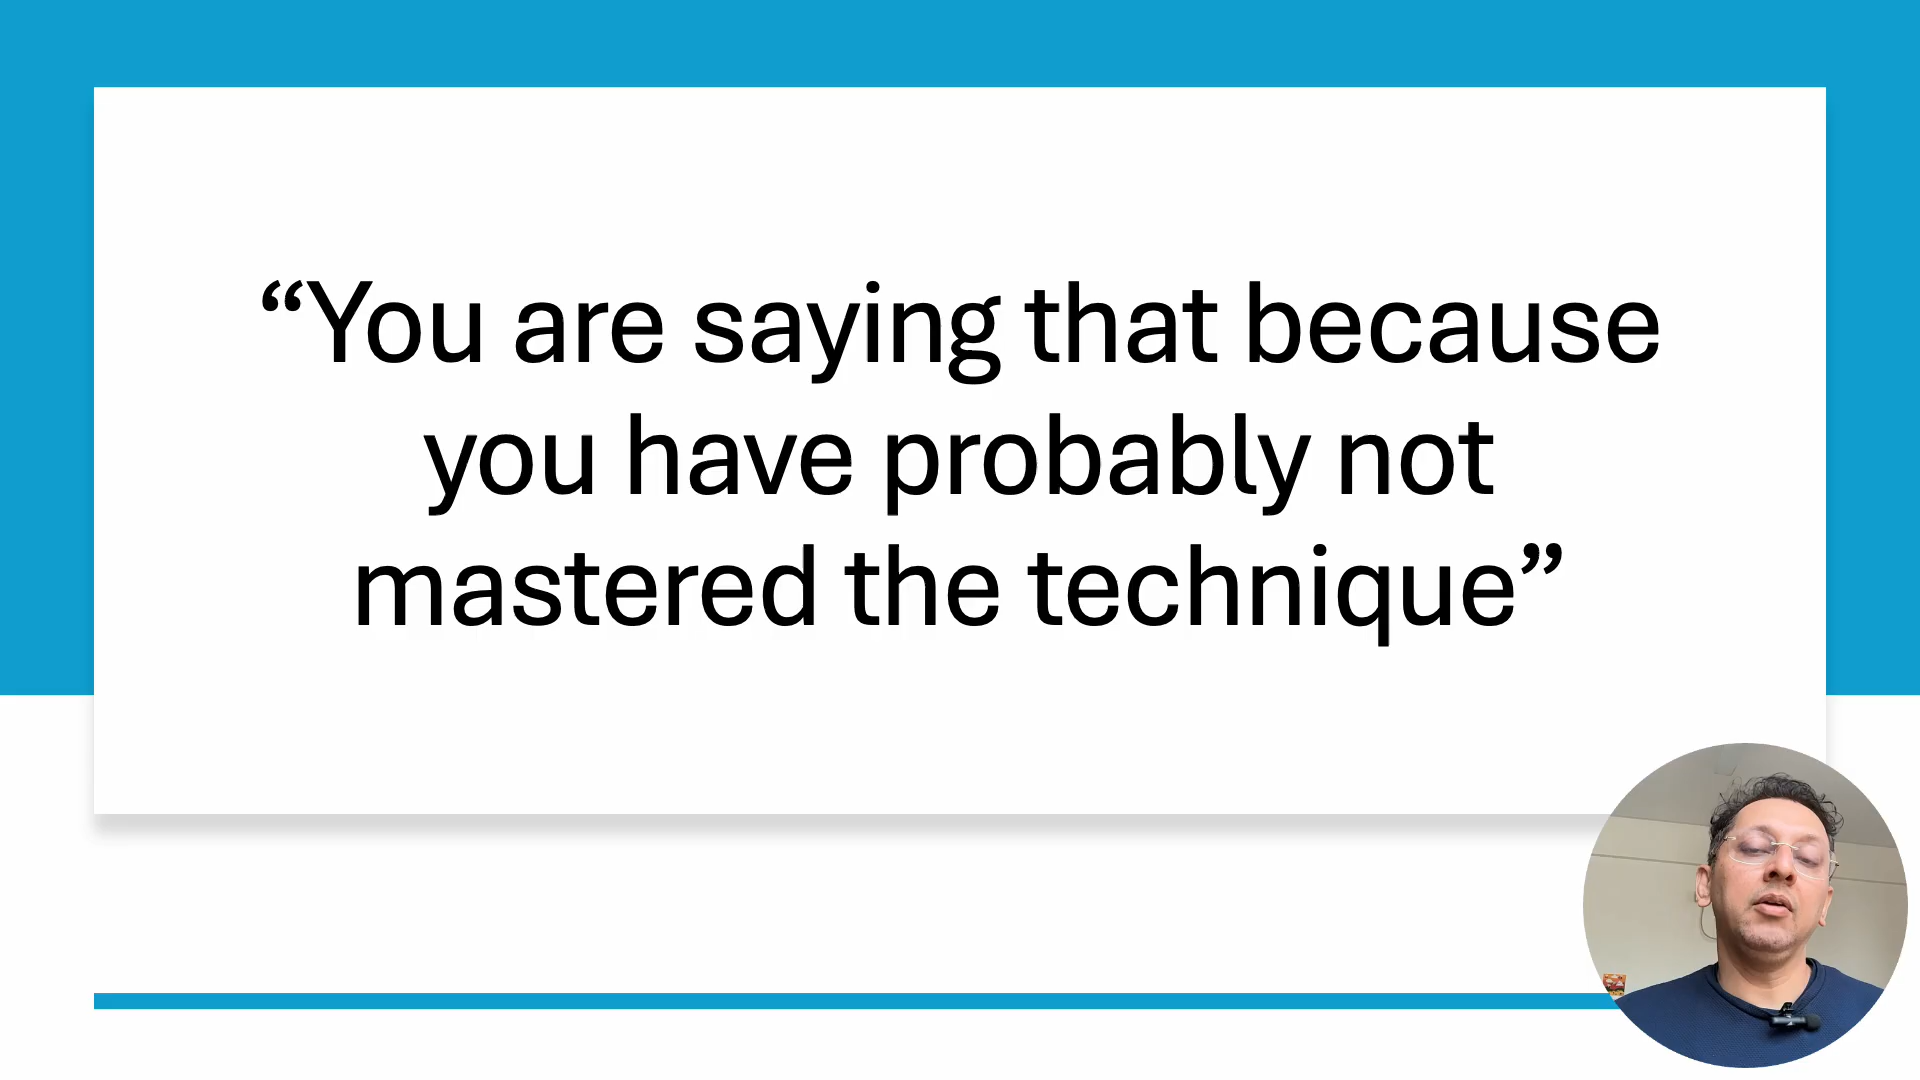 “You are saying that because
you have probably not
mastered the technique”